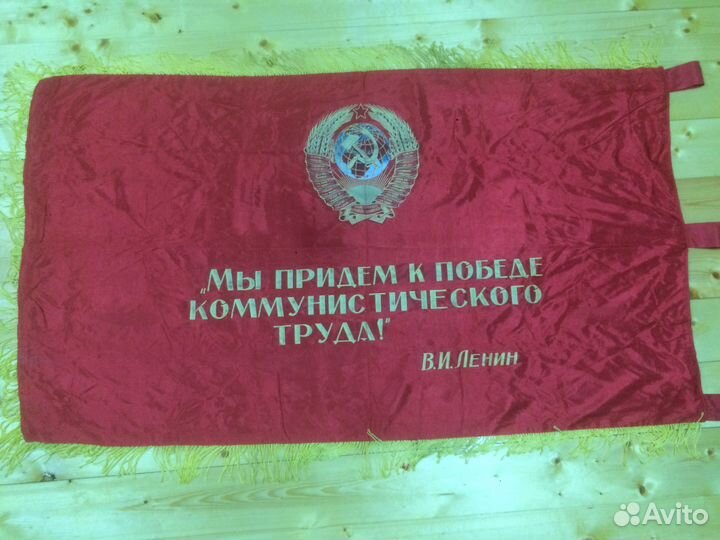 „Мы придем к победе
коммунистического
труда!"
В.И.Ленин
Avito